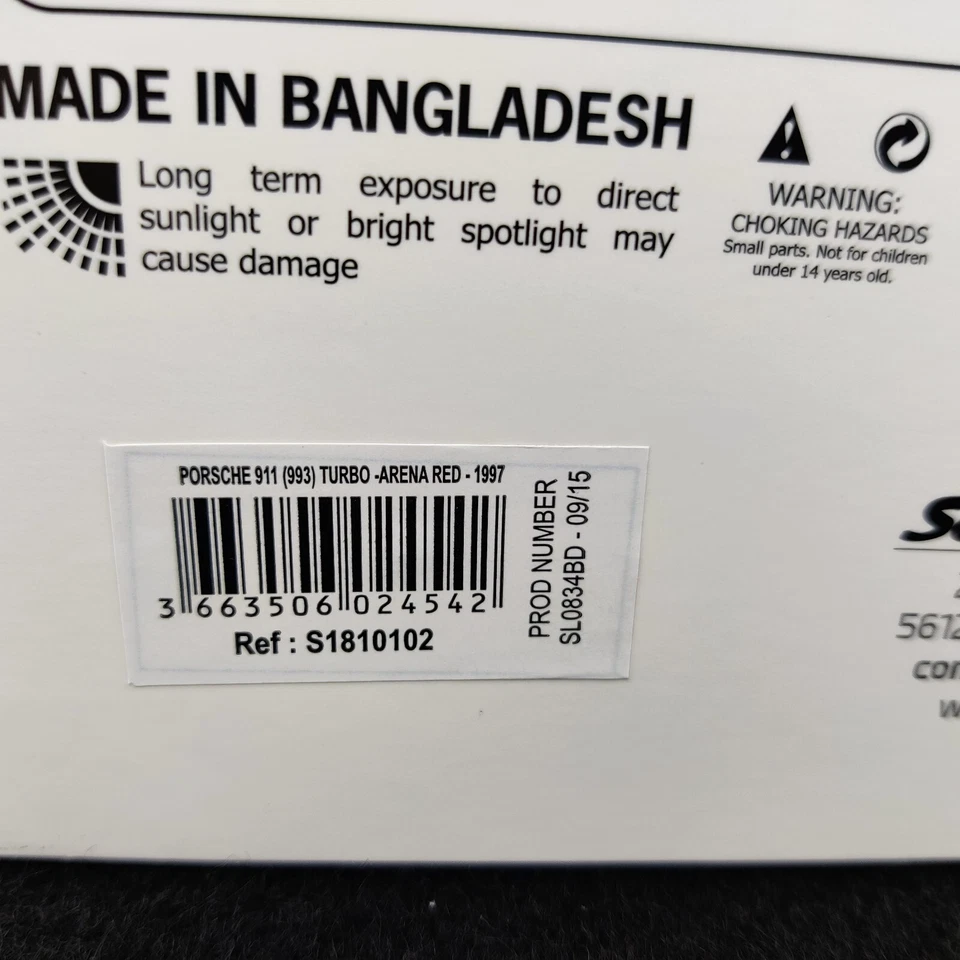 MADE IN BANGLADESH
Long term exposure to direct
sunlight or bright spotlight may
cause damage
WARNING:
CHOKING HAZARDS
Small parts. Not for children
under 14 years old.
PORSCHE 911 (993) TURBO -ARENA RED - 1997
3 663506 024542
Ref : S1810102
PROD NUMBER
SL0834BD - 09/15
561